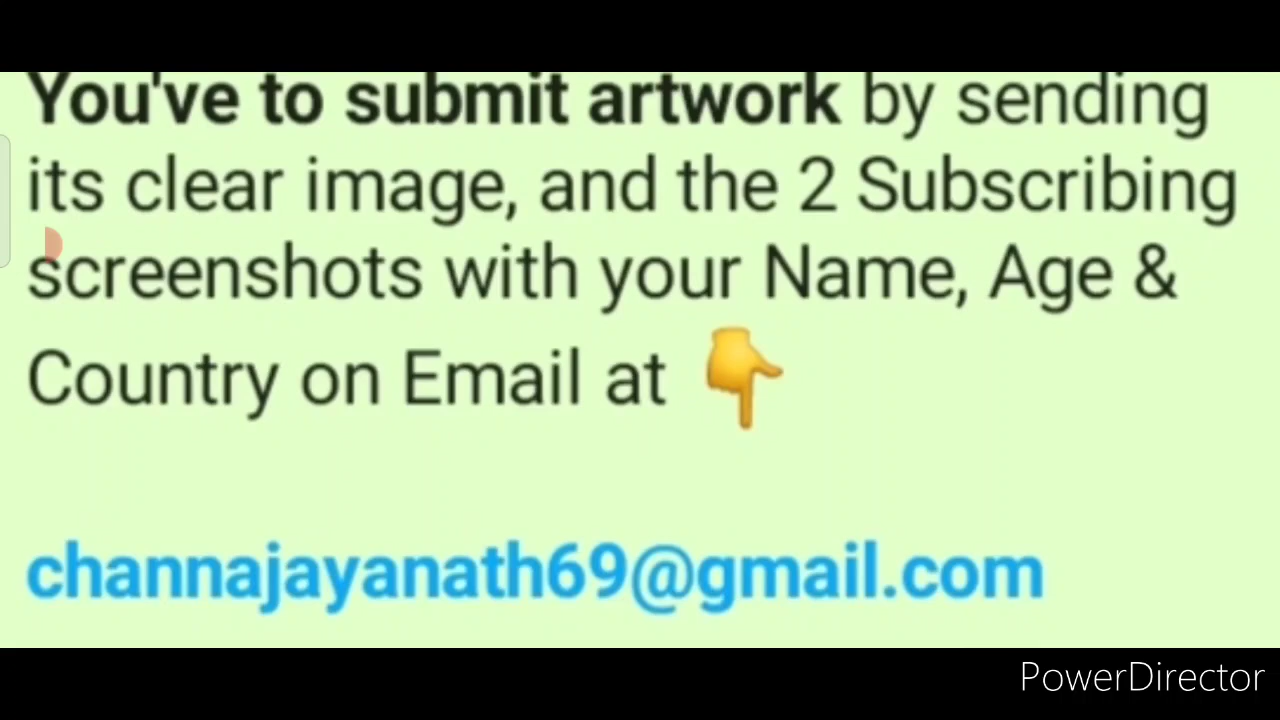 You've to submit artwork by sending
its clear image, and the 2 Subscribing
screenshots with your Name, Age &
Country on Email at 👇
channajayanath69@gmail.com
PowerDirector